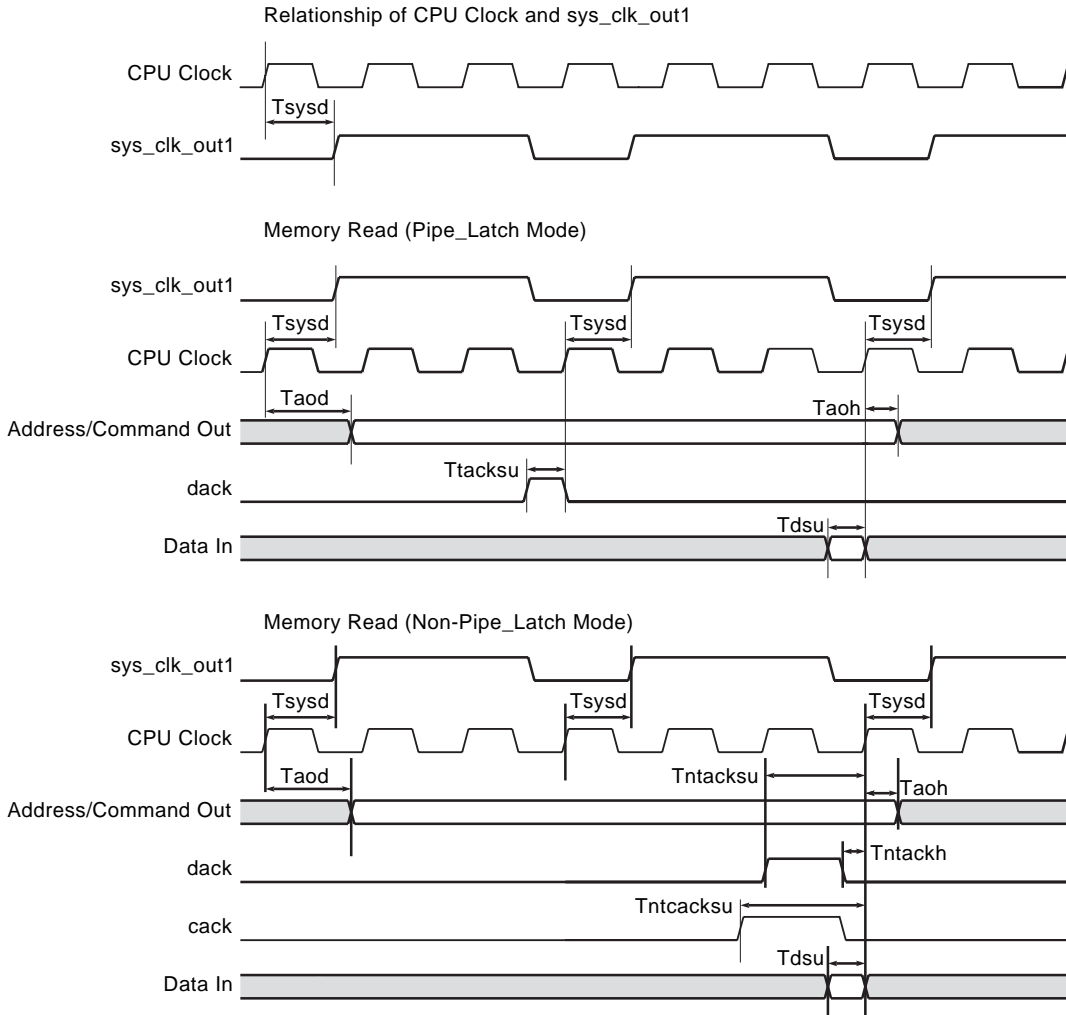 Relationship of CPU Clock and sys_clk_out1
CPU Clock
Tsysd
sys_clk_out1
Memory Read (Pipe_Latch Mode)
sys_clk_out1
Tsysd Tsysd Tsysd
CPU Clock
Taod Taoh
Address/Command Out
Ttacksu
dack
Tdsu
Data In
Memory Read (Non-Pipe_Latch Mode)
sys_clk_out1
Tsysd Tsysd Tsysd
CPU Clock
Taod Tntacksu Taoh
Address/Command Out
Tntackh
dack
Tntcacksu
cack
Tdsu
Data In